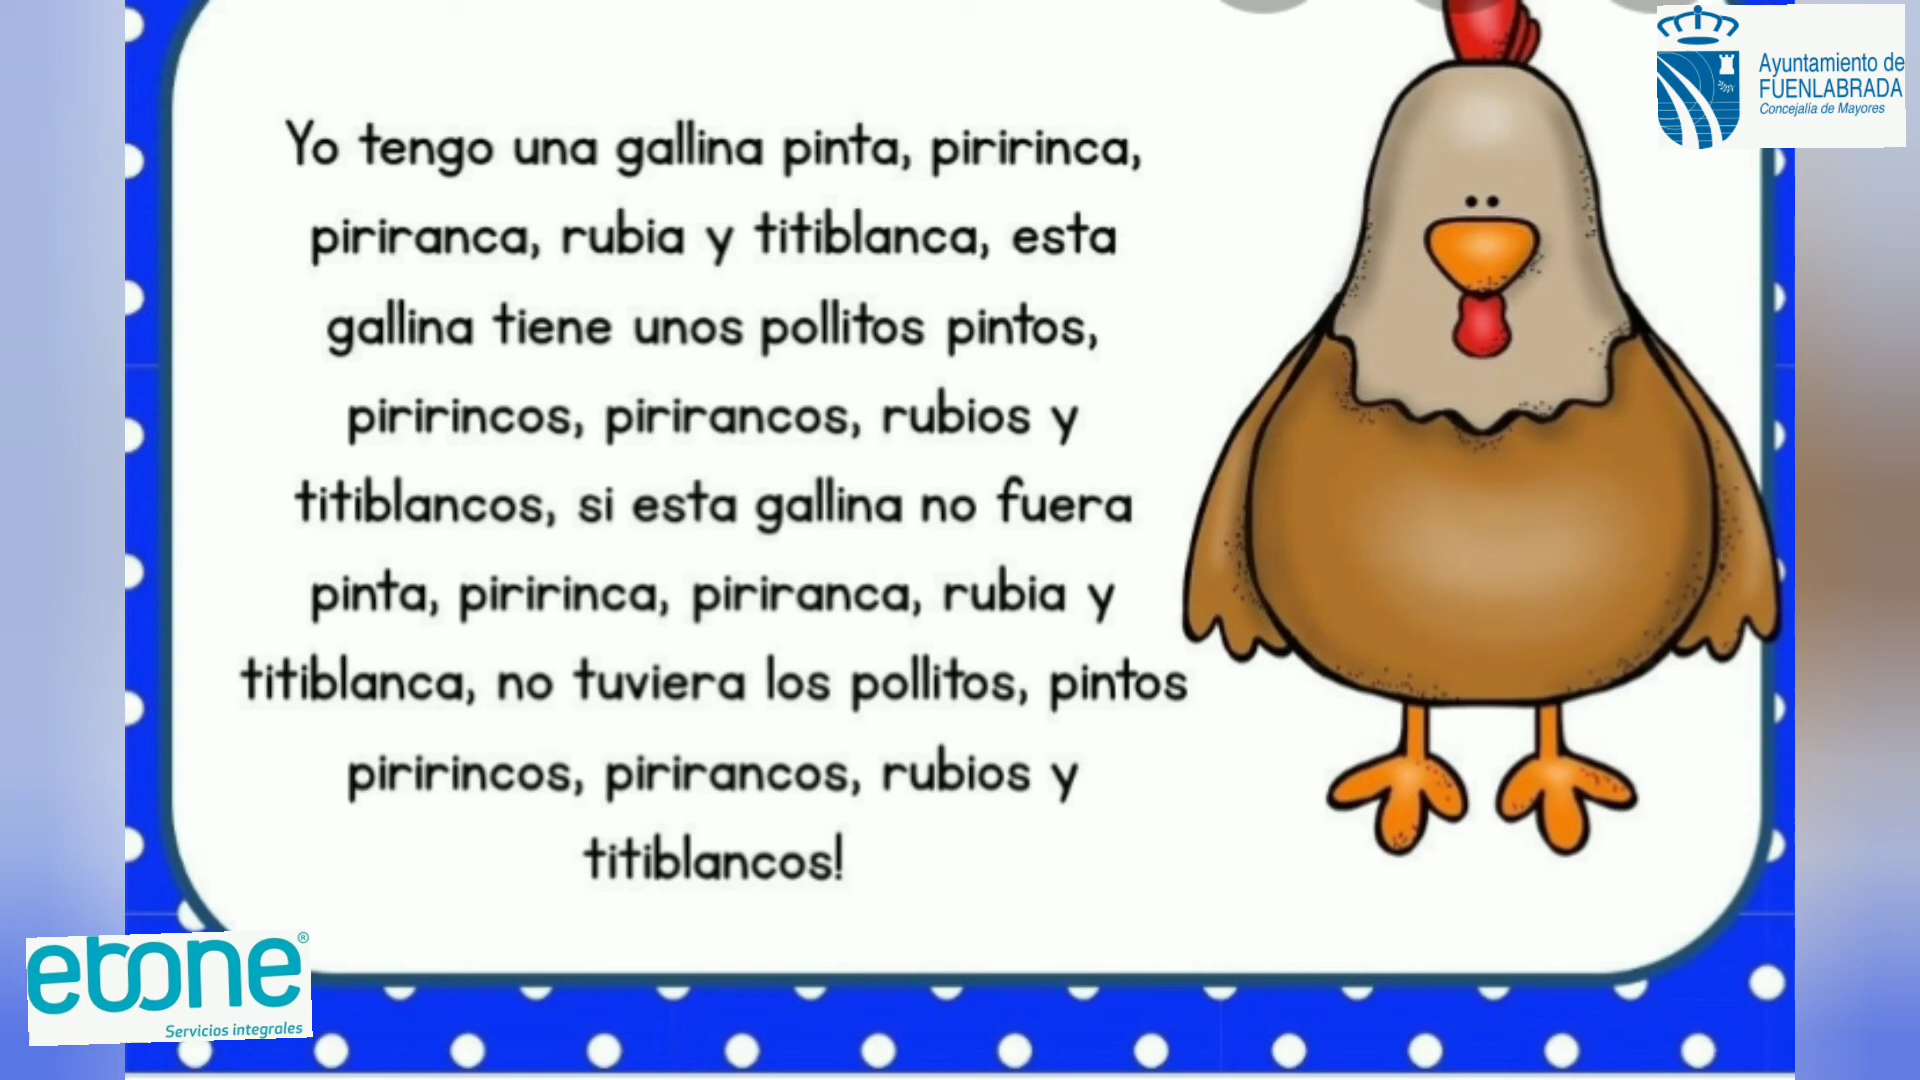 Yo tengo una gallina pinta, piririnca,
piriranca, rubia y titiblanca, esta
gallina tiene unos pollitos pintos,
piririncos, pirirancos, rubios y
titiblancos, si esta gallina no fuera
pinta, piririnca, piriranca, rubia y
titiblanca, no tuviera los pollitos, pintos
piririncos, pirirancos, rubios y
titiblancos!
Ayuntamiento de
FUENLABRADA
Concejalía de Mayores
ebone®
Servicios integrales